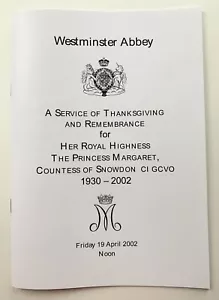 Westminster Abbey
A SERVICE OF THANKSGIVING
AND REMEMBRANCE
for
HER ROYAL HIGHNESS
THE PRINCESS MARGARET,
COUNTESS OF SNOWDON CI GCVO
1930 – 2002
M
Friday 19 April 2002
Noon